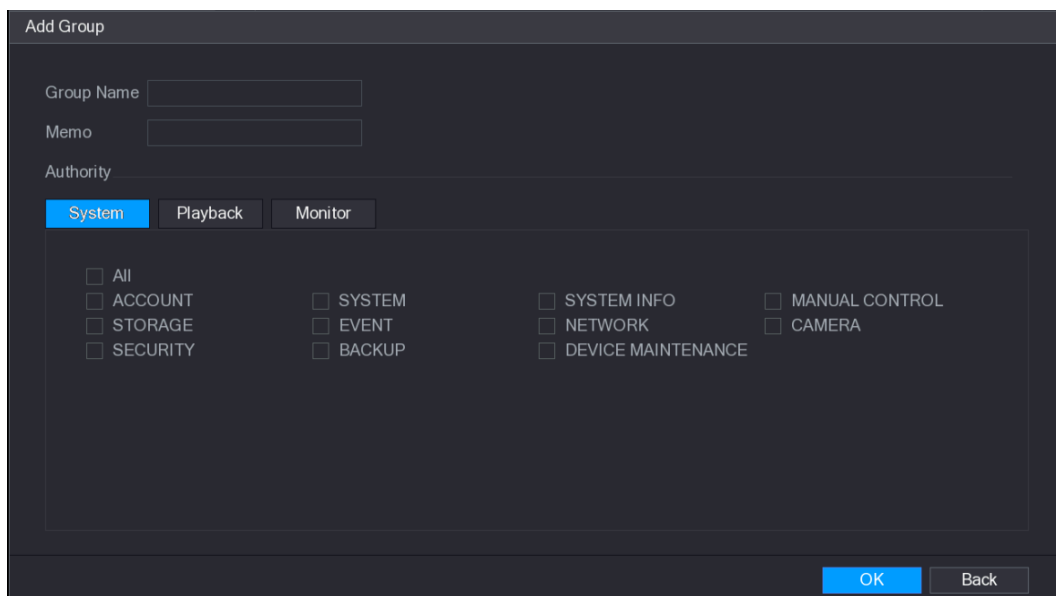 Add Group
Group Name
Memo
Authority
System Playback Monitor
All
ACCOUNT SYSTEM SYSTEM INFO MANUAL CONTROL
STORAGE EVENT NETWORK CAMERA
SECURITY BACKUP DEVICE MAINTENANCE
OK Back